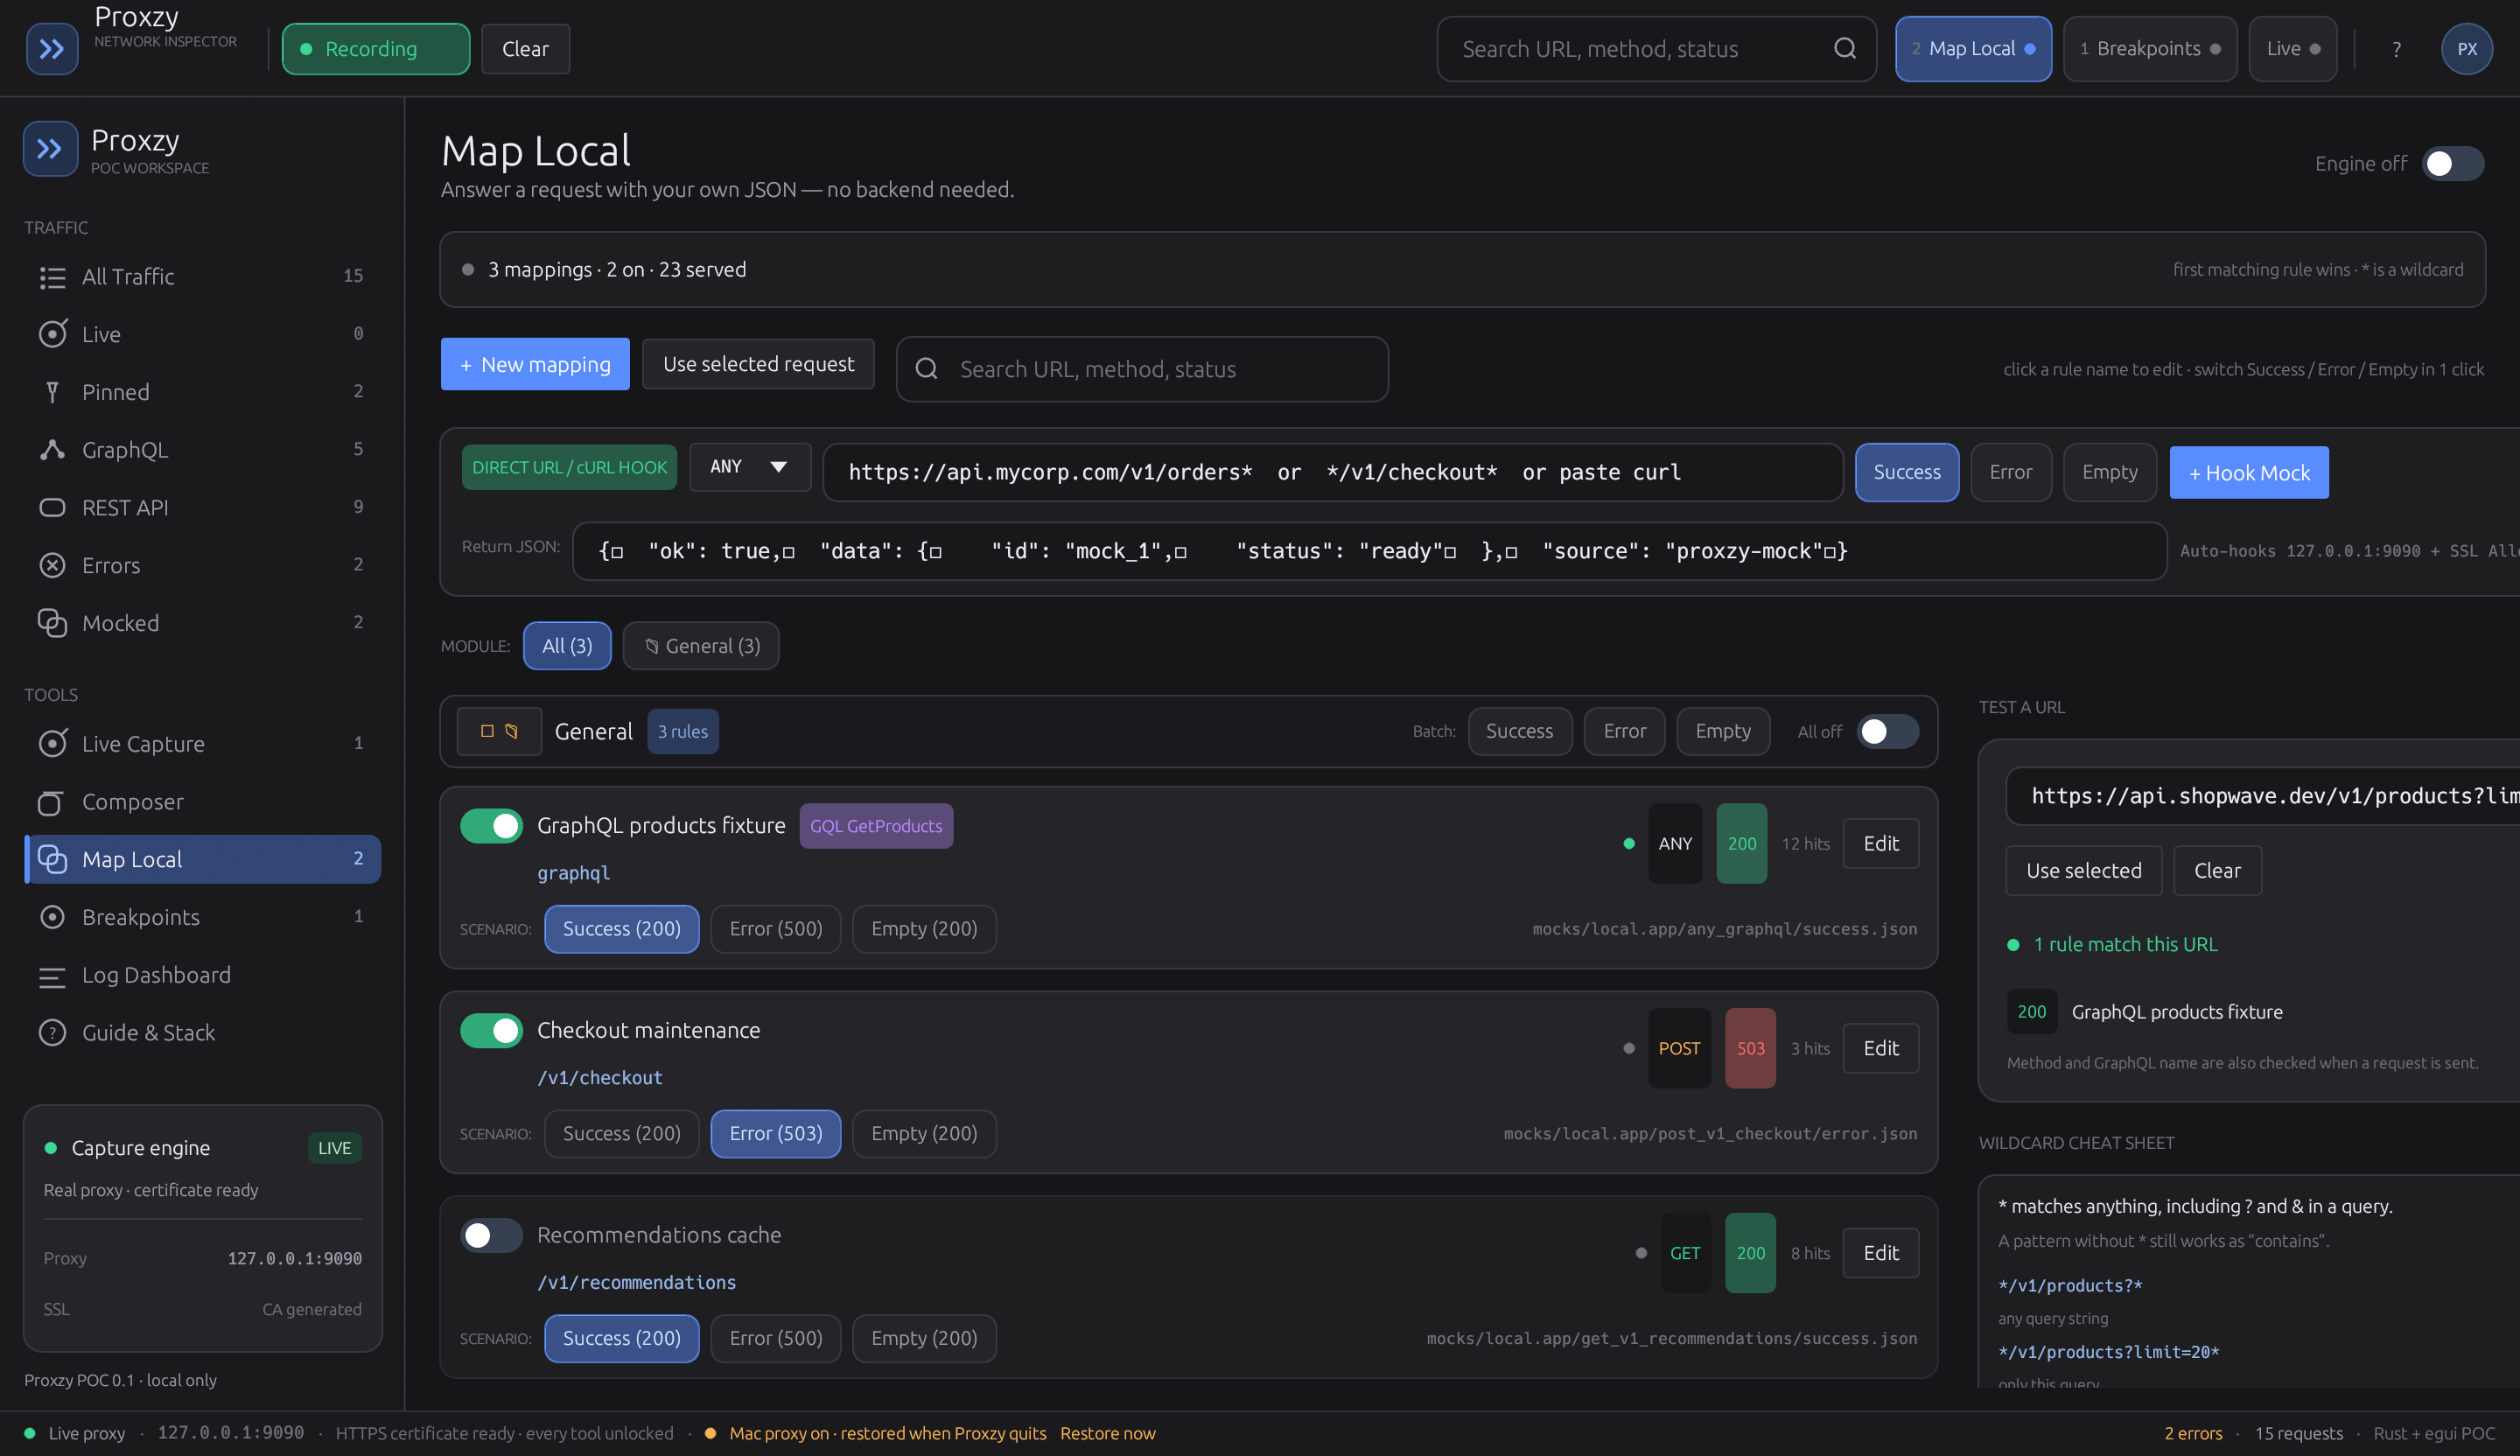 Proxzy
NETWORK INSPECTOR
Recording
Clear
Search URL, method, status
2 Map Local
1 Breakpoints
Live
?
PX
Proxzy
POC WORKSPACE
TRAFFIC
All Traffic 15
Live 0
Pinned 2
GraphQL 5
REST API 9
Errors 2
Mocked 2
TOOLS
Live Capture 1
Composer
Map Local 2
Breakpoints 1
Log Dashboard
Guide & Stack
Capture engine LIVE
Real proxy · certificate ready
Proxy 127.0.0.1:9090
SSL CA generated
Proxzy POC 0.1 · local only
Map Local
Answer a request with your own JSON — no backend needed.
Engine off
3 mappings · 2 on · 23 served
first matching rule wins · * is a wildcard
+ New mapping
Use selected request
Search URL, method, status
click a rule name to edit · switch Success / Error / Empty in 1 click
DIRECT URL / cURL HOOK
ANY
https://api.mycorp.com/v1/orders*  or  */v1/checkout*  or paste curl
Success
Error
Empty
+ Hook Mock
Return JSON:
{□  "ok": true,□  "data": {□    "id": "mock_1",□    "status": "ready"□  },□  "source": "proxzy-mock"□}
Auto-hooks 127.0.0.1:9090 + SSL All
MODULE:
All (3)
General (3)
General
3 rules
Batch:
Success
Error
Empty
All off
GraphQL products fixture
GQL GetProducts
ANY
200
12 hits
Edit
graphql
SCENARIO:
Success (200)
Error (500)
Empty (200)
mocks/local.app/any_graphql/success.json
Checkout maintenance
POST
503
3 hits
Edit
/v1/checkout
SCENARIO:
Success (200)
Error (503)
Empty (200)
mocks/local.app/post_v1_checkout/error.json
Recommendations cache
GET
200
8 hits
Edit
/v1/recommendations
SCENARIO:
Success (200)
Error (500)
Empty (200)
mocks/local.app/get_v1_recommendations/success.json
TEST A URL
https://api.shopwave.dev/v1/products?lim
Use selected
Clear
1 rule match this URL
200 GraphQL products fixture
Method and GraphQL name are also checked when a request is sent.
WILDCARD CHEAT SHEET
* matches anything, including ? and & in a query.
A pattern without * still works as “contains”.
*/v1/products?*
any query string
*/v1/products?limit=20*
only this query
Live proxy · 127.0.0.1:9090 · HTTPS certificate ready · every tool unlocked · Mac proxy on · restored when Proxzy quits Restore now
2 errors · 15 requests · Rust + egui POC